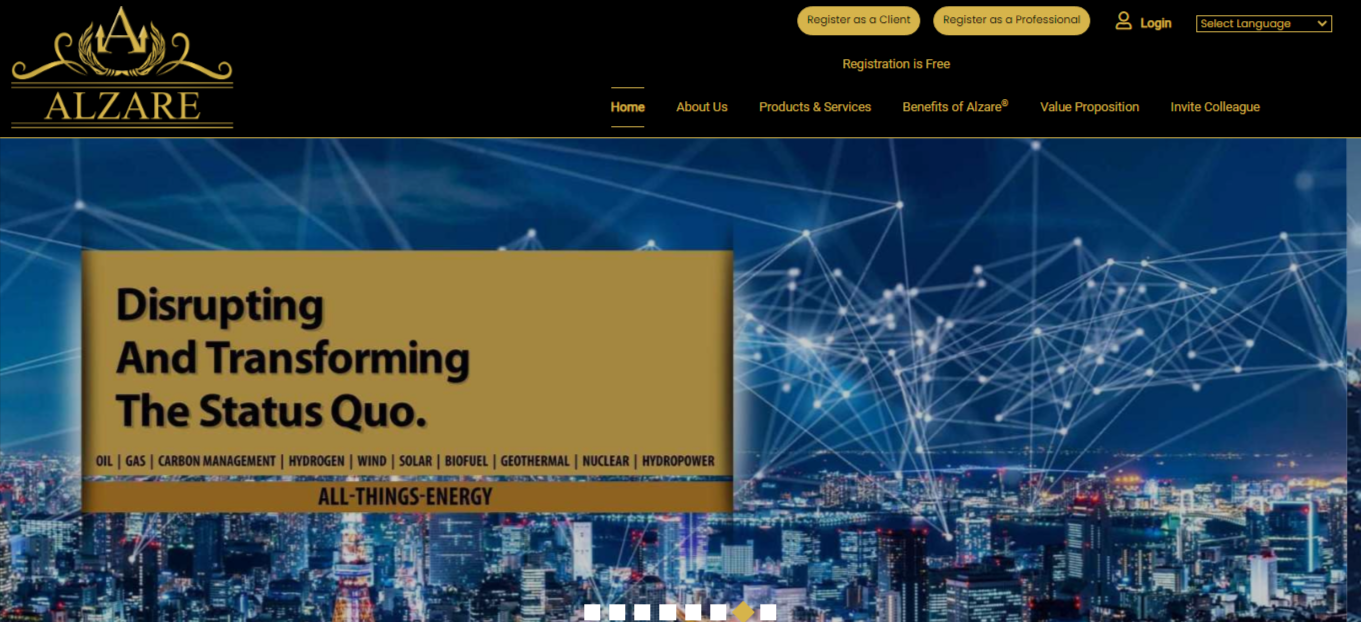 Register as a Client
Register as a Professional
Login
Select Language
Registration is Free
ALZARE
Home
About Us
Products & Services
Benefits of Alzare®
Value Proposition
Invite Colleague
Disrupting
And Transforming
The Status Quo.
OIL | GAS | CARBON MANAGEMENT | HYDROGEN | WIND | SOLAR | BIOFUEL | GEOTHERMAL | NUCLEAR | HYDROPOWER
ALL-THINGS-ENERGY